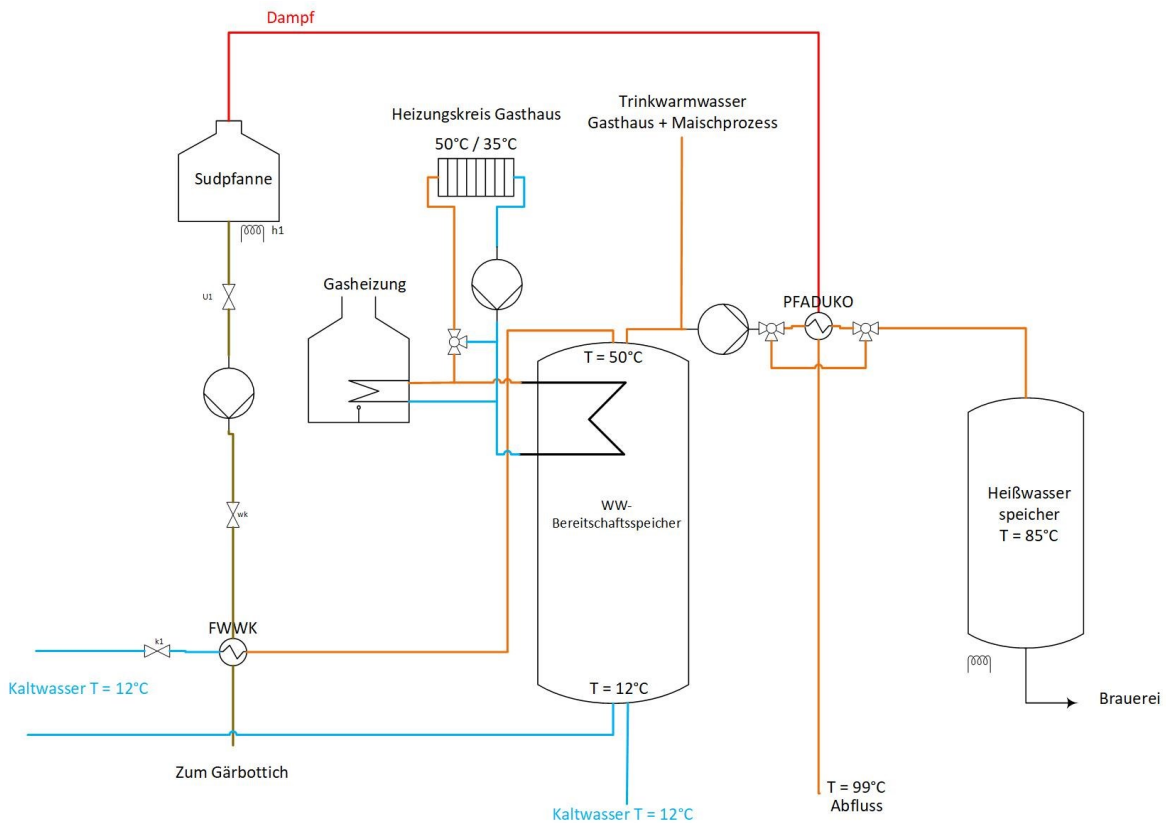 Dampf
Trinkwarmwasser
Gasthaus + Maischprozess
Heizungskreis Gasthaus
50°C / 35°C
Sudpfanne
h1
Gasheizung
U1
PFADUKO
T = 50°C
Heißwasser
speicher
T = 85°C
WW-
Bereitschaftsspeicher
wk
FWWK
k1
Kaltwasser T = 12°C
T = 12°C
Brauerei
Zum Gärbottich
T = 99°C
Abfluss
Kaltwasser T = 12°C